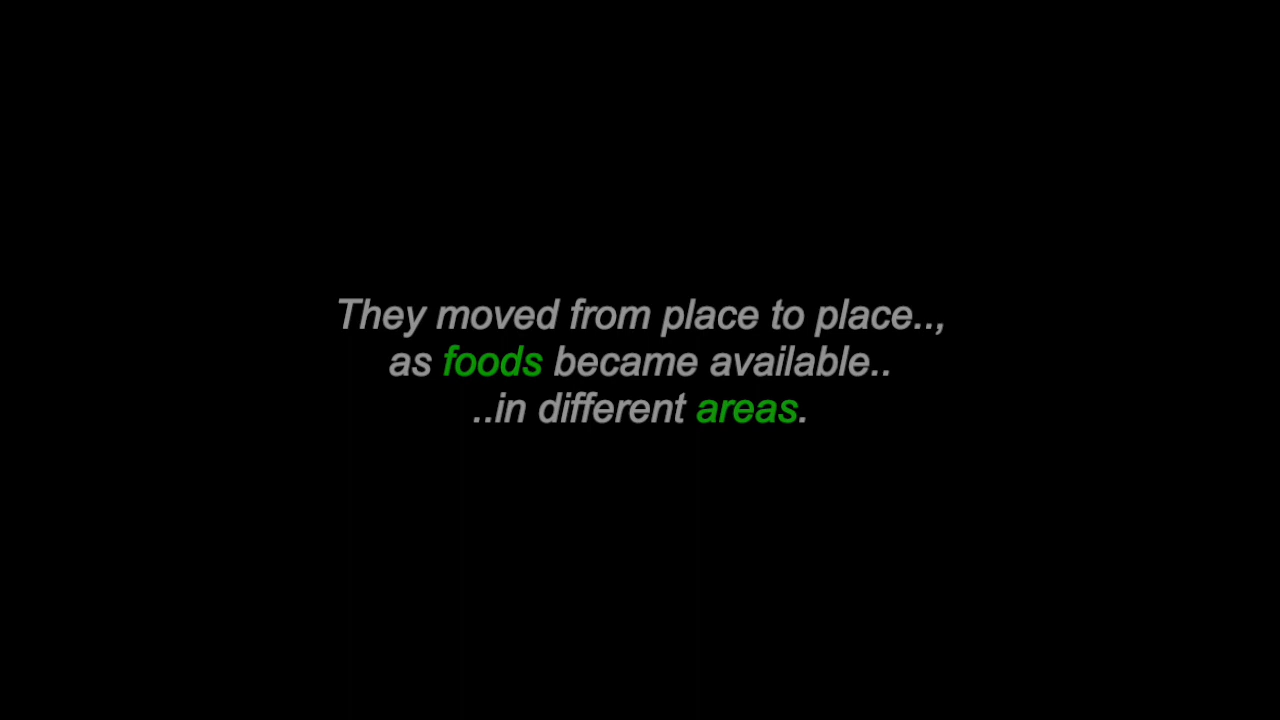 They moved from place to place..,
as foods became available..
..in different areas.